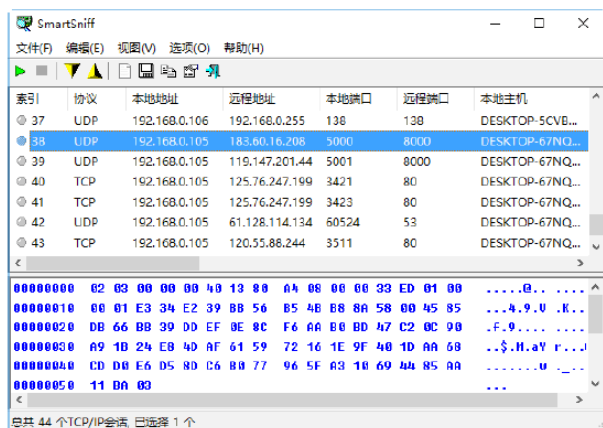 SmartSniff
文件(F) 编辑(E) 视图(V) 选项(O) 帮助(H)
索引 协议 本地地址 远程地址 本地端口 远程端口 本地主机
37 UDP 192.168.0.106 192.168.0.255 138 138 DESKTOP-5CVB...
38 UDP 192.168.0.105 183.60.16.208 5000 8000 DESKTOP-67NQ...
39 UDP 192.168.0.105 119.147.201.44 5001 8000 DESKTOP-67NQ...
40 TCP 192.168.0.105 125.76.247.199 3421 80 DESKTOP-67NQ...
41 TCP 192.168.0.105 125.76.247.199 3423 80 DESKTOP-67NQ...
42 UDP 192.168.0.105 61.128.114.134 60524 53 DESKTOP-67NQ...
43 TCP 192.168.0.105 120.55.88.244 3511 80 DESKTOP-67NQ...
00000000 02 03 00 00 00 40 13 80 A4 08 00 00 33 ED 01 00 .....@.. ....
00000010 00 01 E3 34 E2 39 BB 56 B5 4B B8 8A 58 00 45 85 ...4.9.V .K..
00000020 DB 66 BB 39 DD EF 0E 8C F6 AA B0 BD 47 C2 0C 90 .f.9.... ....
00000030 A9 1B 24 E8 4D AF 61 59 72 16 1E 9F 40 1D AA 68 ..$.M.aY r...
00000040 CD D0 E6 D5 8D C6 B0 77 96 5F A3 10 69 44 85 AA .......w ._..
00000050 11 BA 03 ...
总共 44 个TCP/IP会话, 已选择 1 个